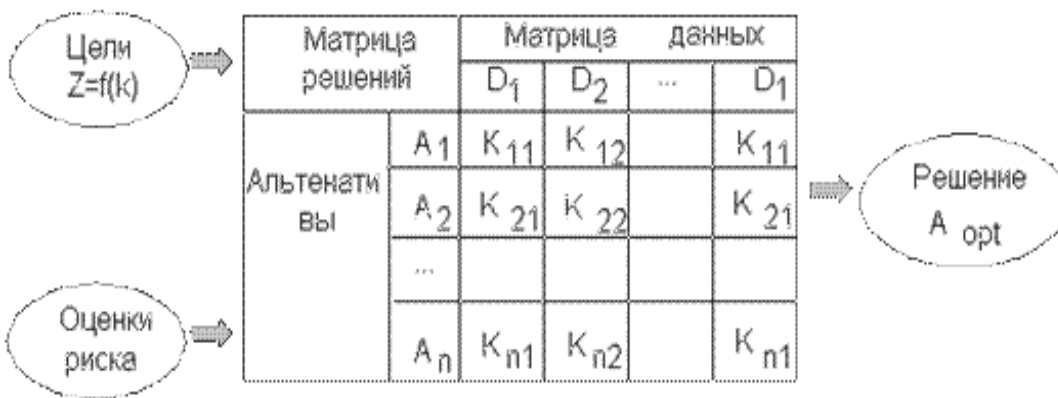 Цели
Z=f(k)
Матрица решений
Матрица данных
D1 D2 ... D1
Альтенати
вы
A1 K11 K12 K11
A2 K21 K22 K21
...
An Kn1 Kn2 Kn1
Оценки
риска
Решение
A opt